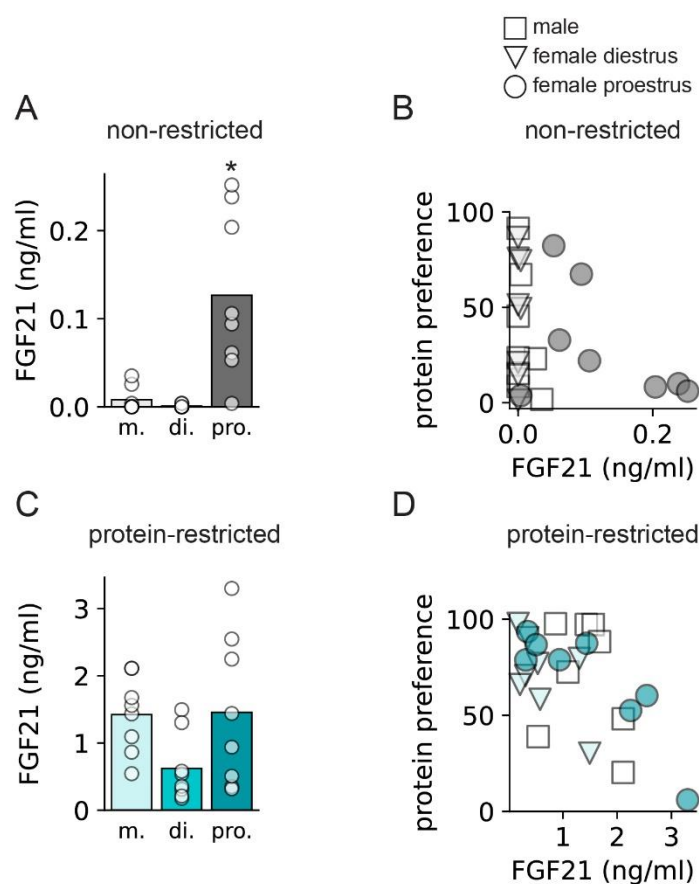 male
female diestrus
female proestrus
A
non-restricted
*
FGF21 (ng/ml)
0.2
0.1
0.0
m. di. pro.
B
non-restricted
protein preference
100
50
0
0.0 0.2
FGF21 (ng/ml)
C
protein-restricted
FGF21 (ng/ml)
3
2
1
0
m. di. pro.
D
protein-restricted
protein preference
100
50
0
1 2 3
FGF21 (ng/ml)